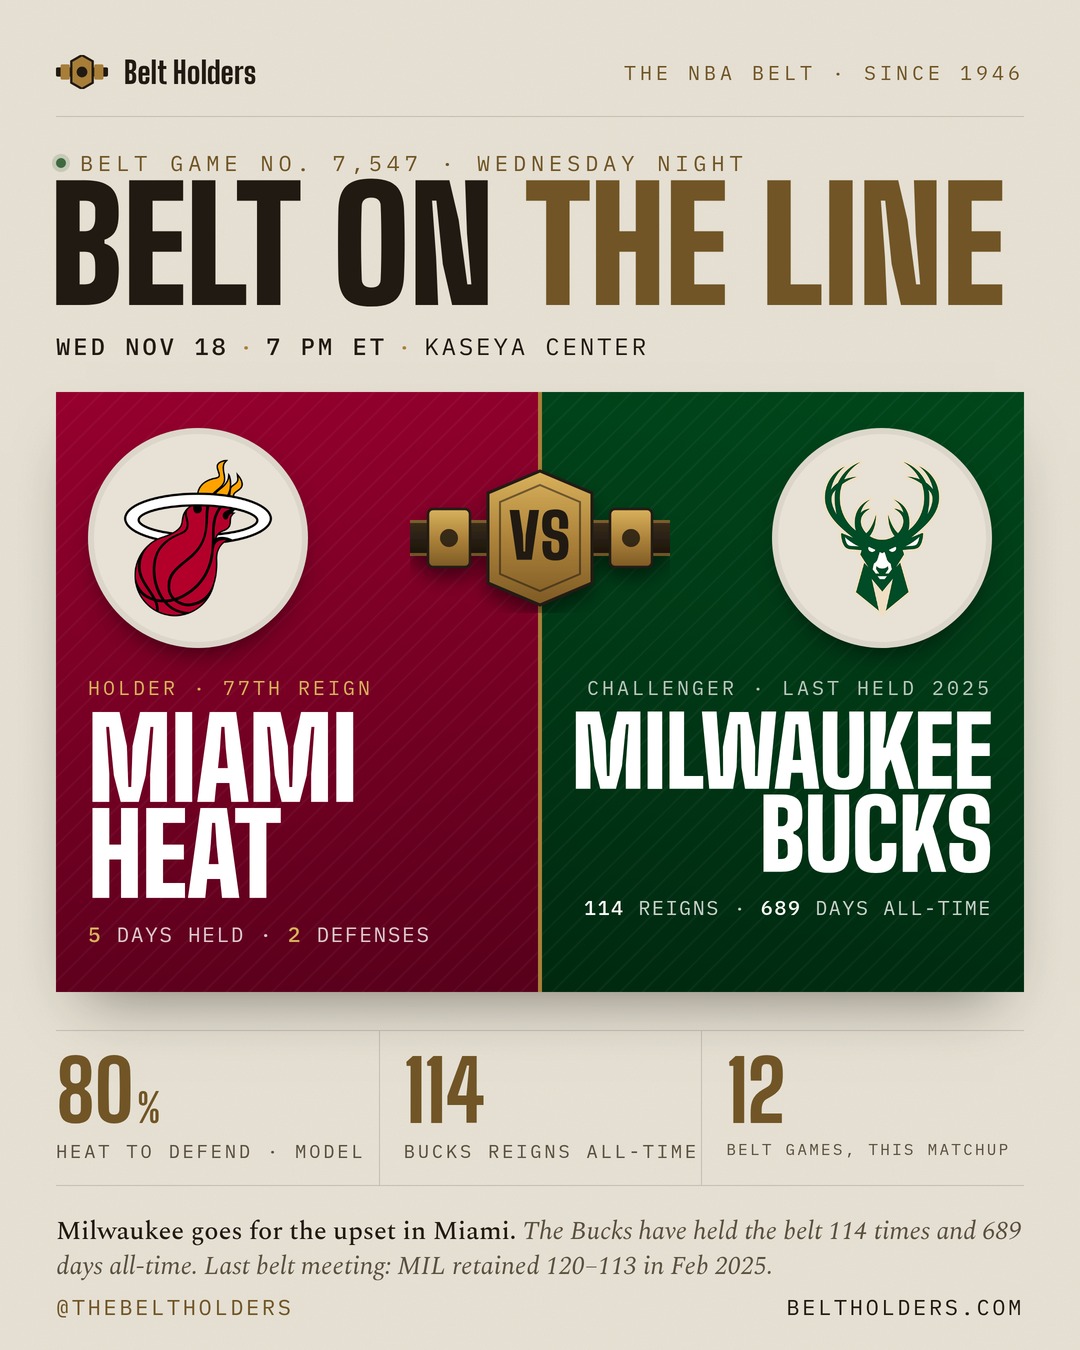 Belt Holders
THE NBA BELT · SINCE 1946
BELT GAME NO. 7,547 · WEDNESDAY NIGHT
BELT ON THE LINE
WED NOV 18 · 7 PM ET · KASEYA CENTER
VS
HOLDER · 77TH REIGN
MIAMI
HEAT
5 DAYS HELD · 2 DEFENSES
CHALLENGER · LAST HELD 2025
MILWAUKEE
BUCKS
114 REIGNS · 689 DAYS ALL-TIME
80%
HEAT TO DEFEND · MODEL
114
BUCKS REIGNS ALL-TIME
12
BELT GAMES, THIS MATCHUP
Milwaukee goes for the upset in Miami. The Bucks have held the belt 114 times and 689
days all-time. Last belt meeting: MIL retained 120–113 in Feb 2025.
@THEBELTHOLDERS
BELTHOLDERS.COM